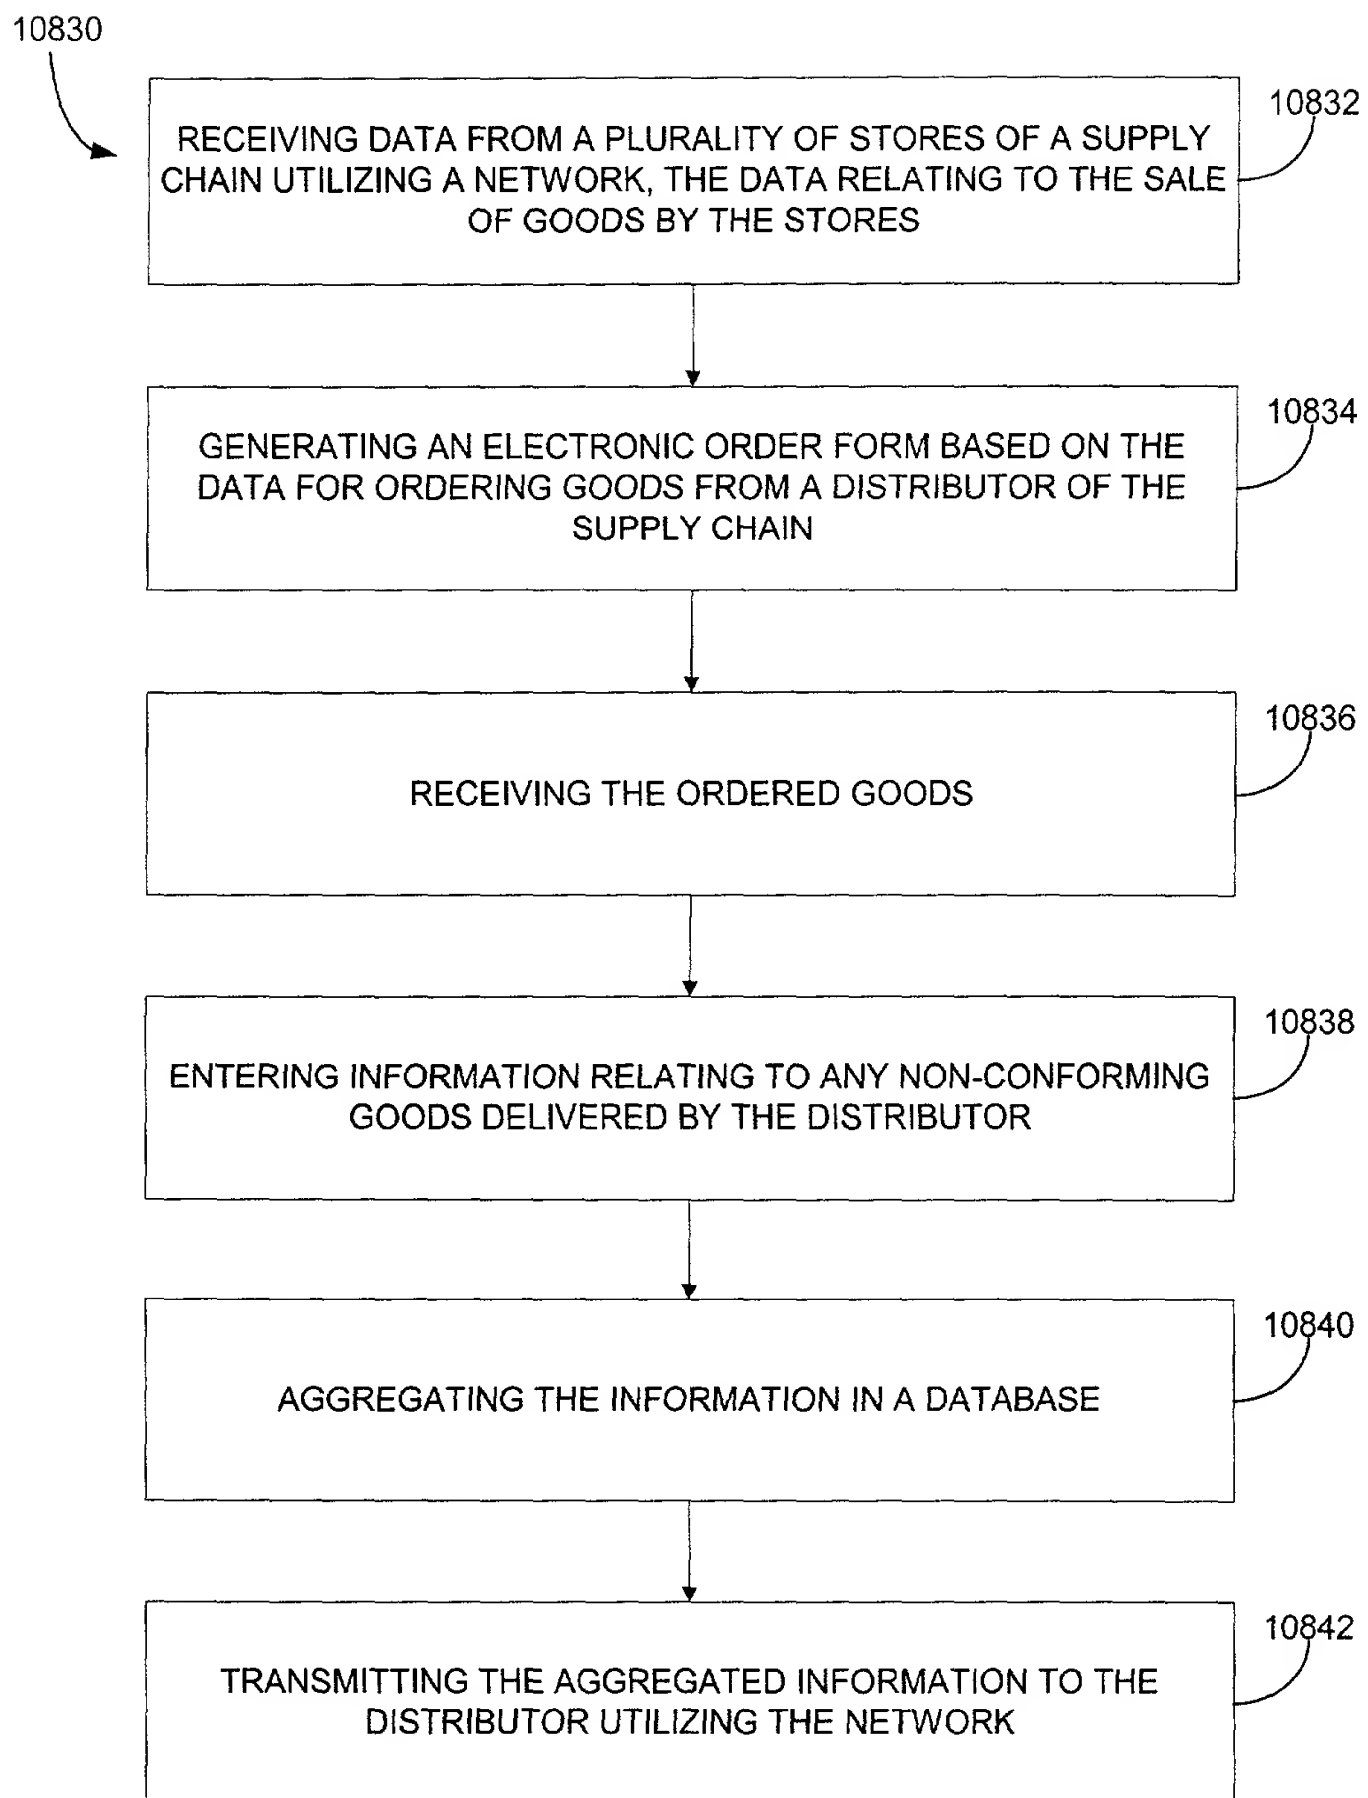 10830
10832
RECEIVING DATA FROM A PLURALITY OF STORES OF A SUPPLY
CHAIN UTILIZING A NETWORK, THE DATA RELATING TO THE SALE
OF GOODS BY THE STORES
10834
GENERATING AN ELECTRONIC ORDER FORM BASED ON THE
DATA FOR ORDERING GOODS FROM A DISTRIBUTOR OF THE
SUPPLY CHAIN
10836
RECEIVING THE ORDERED GOODS
10838
ENTERING INFORMATION RELATING TO ANY NON-CONFORMING
GOODS DELIVERED BY THE DISTRIBUTOR
10840
AGGREGATING THE INFORMATION IN A DATABASE
10842
TRANSMITTING THE AGGREGATED INFORMATION TO THE
DISTRIBUTOR UTILIZING THE NETWORK